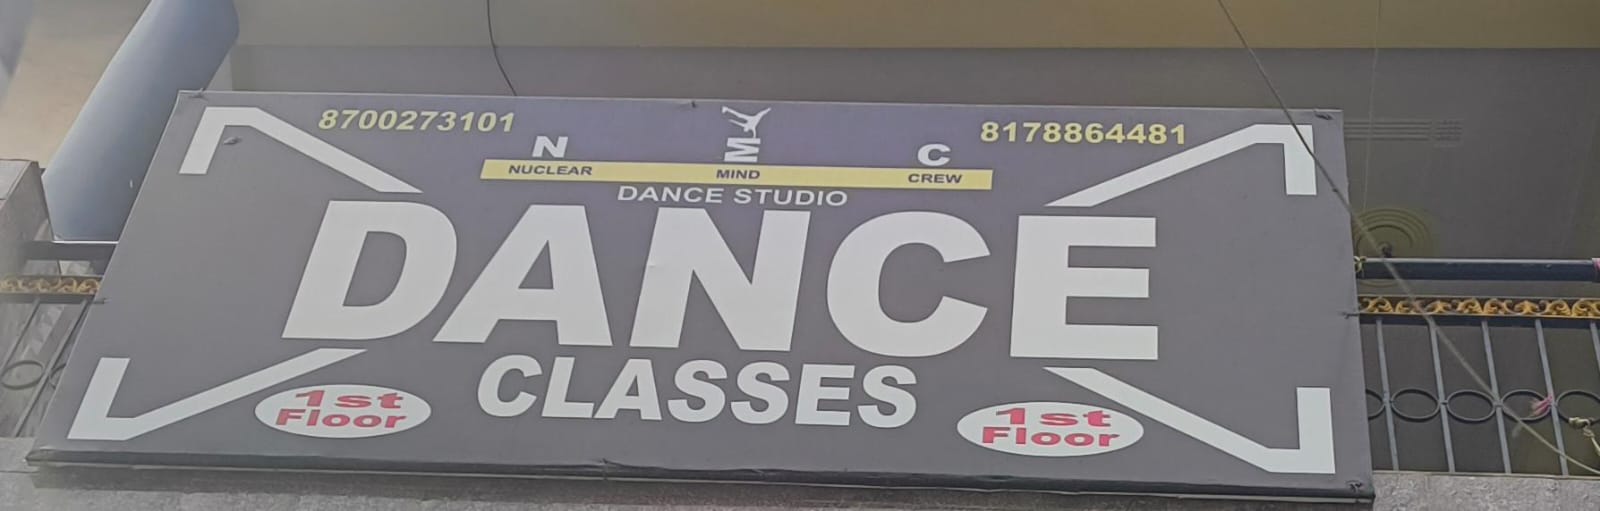 8700273101 8178864481
N M C
NUCLEAR MIND CREW
DANCE STUDIO
DANCE
CLASSES
1st
Floor
1st
Floor